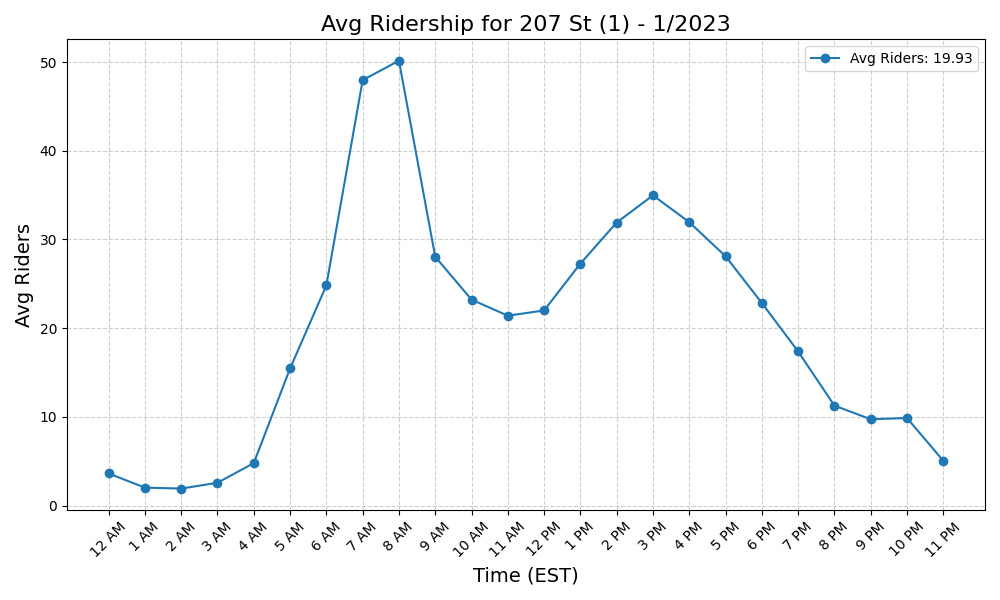 Avg Ridership for 207 St (1) - 1/2023
Avg Riders: 19.93
Avg Riders
50
40
30
20
10
0
12 AM
1 AM
2 AM
3 AM
4 AM
5 AM
6 AM
7 AM
8 AM
9 AM
10 AM
11 AM
12 PM
1 PM
2 PM
3 PM
4 PM
5 PM
6 PM
7 PM
8 PM
9 PM
10 PM
11 PM
Time (EST)